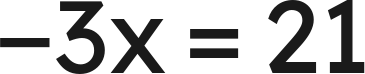 −3x = 21